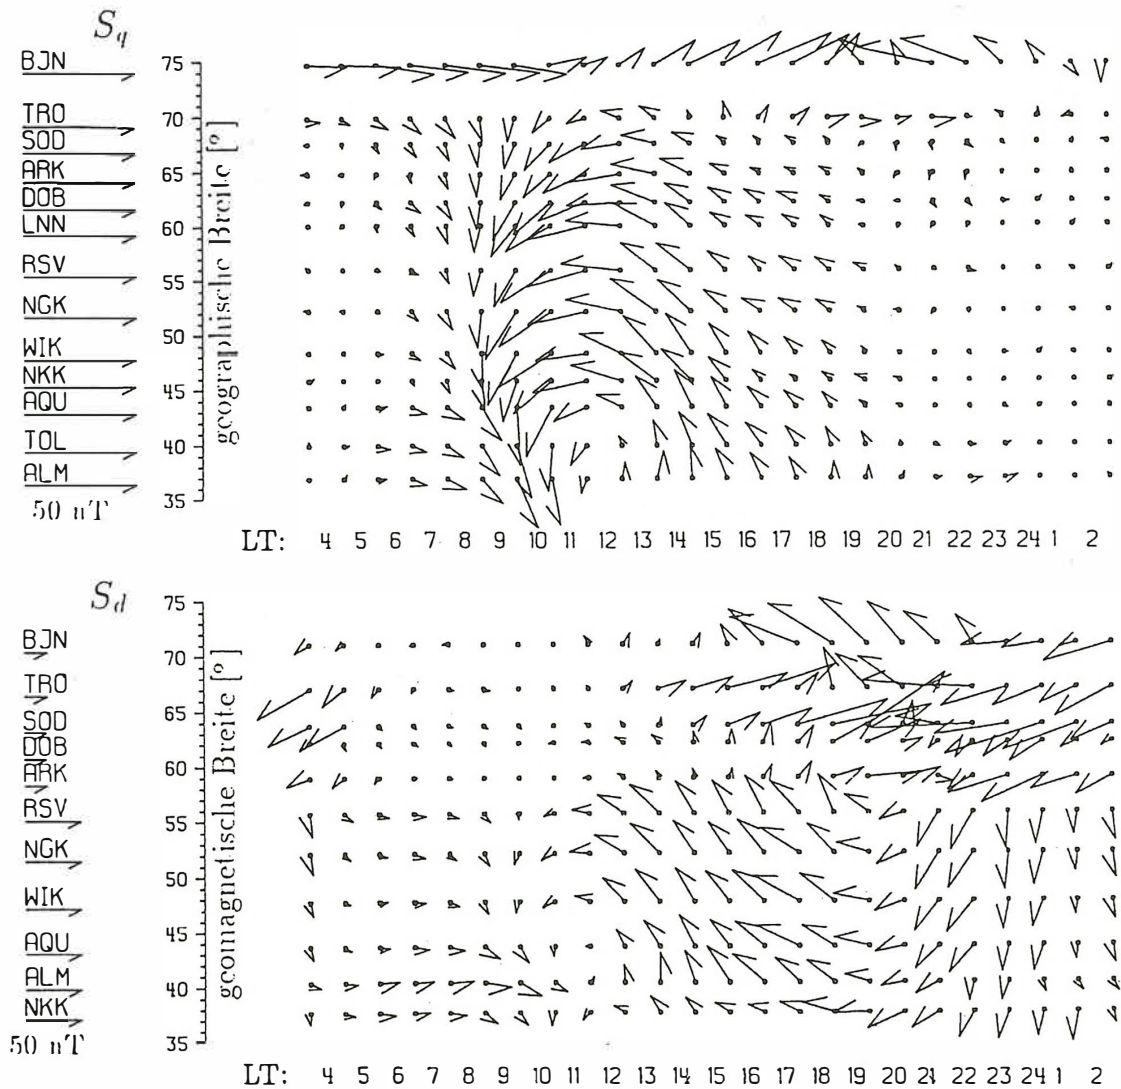 S_q
BJN
TRO
SOD
ARK
DOB
LNN
RSV
NGK
WIK
NKK
AQU
TOL
ALM
50 nT
75
70
65
60
55
50
45
40
35
geographische Breite [°]
LT: 4 5 6 7 8 9 10 11 12 13 14 15 16 17 18 19 20 21 22 23 24 1 2
S_d
BJN
TRO
SOD
DOB
ARK
RSV
NGK
WIK
AQU
ALM
NKK
50 nT
75
70
65
60
55
50
45
40
35
geomagnetische Breite [°]
LT: 4 5 6 7 8 9 10 11 12 13 14 15 16 17 18 19 20 21 22 23 24 1 2